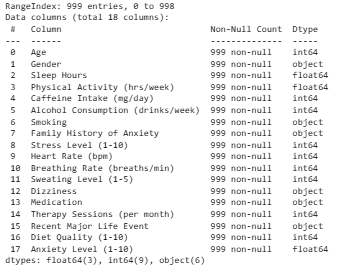 RangeIndex: 999 entries, 0 to 998
Data columns (total 18 columns):
 #   Column                            Non-Null Count  Dtype
---  ------                            --------------  -----
 0   Age                               999 non-null    int64
 1   Gender                            999 non-null    object
 2   Sleep Hours                       999 non-null    float64
 3   Physical Activity (hrs/week)      999 non-null    float64
 4   Caffeine Intake (mg/day)          999 non-null    int64
 5   Alcohol Consumption (drinks/week) 999 non-null    int64
 6   Smoking                           999 non-null    object
 7   Family History of Anxiety         999 non-null    object
 8   Stress Level (1-10)               999 non-null    int64
 9   Heart Rate (bpm)                  999 non-null    int64
 10  Breathing Rate (breaths/min)      999 non-null    int64
 11  Sweating Level (1-5)              999 non-null    int64
 12  Dizziness                         999 non-null    object
 13  Medication                        999 non-null    object
 14  Therapy Sessions (per month)      999 non-null    int64
 15  Recent Major Life Event           999 non-null    object
 16  Diet Quality (1-10)               999 non-null    int64
 17  Anxiety Level (1-10)              999 non-null    float64
dtypes: float64(3), int64(9), object(6)